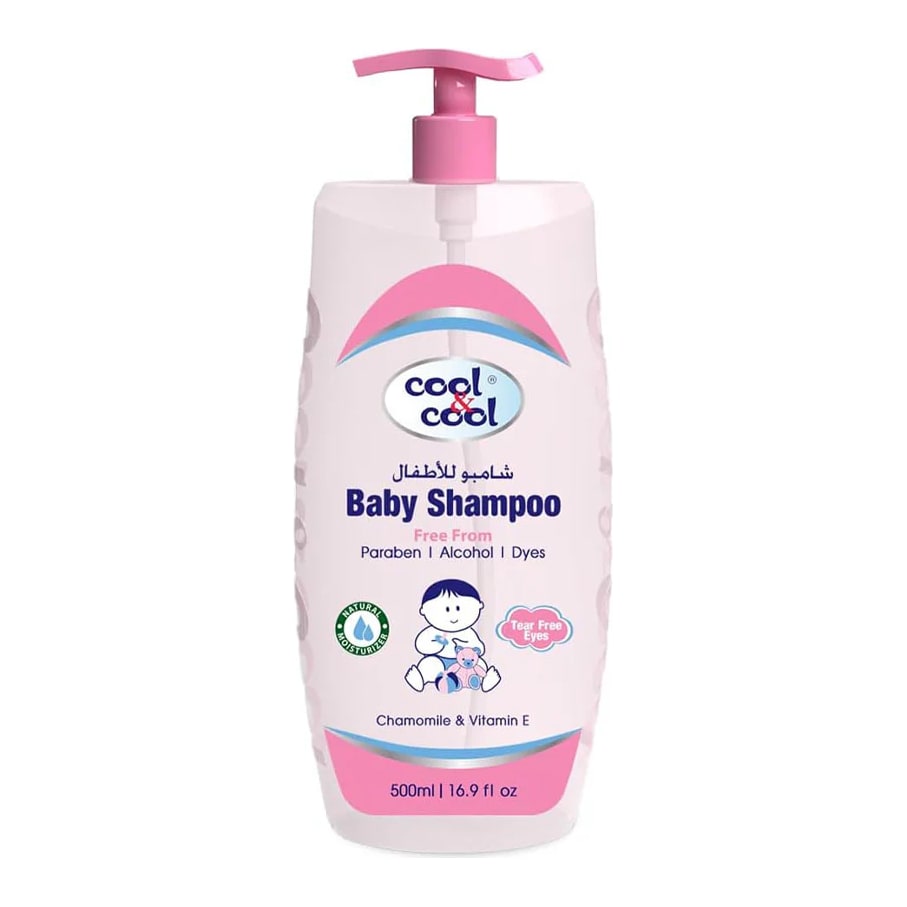 cool ®
&
cool
شامبو للأطفال
Baby Shampoo
Free From
Paraben | Alcohol | Dyes
NATURAL
MOISTURIZER
Tear Free
Eyes
Chamomile & Vitamin E
500ml | 16.9 fl oz